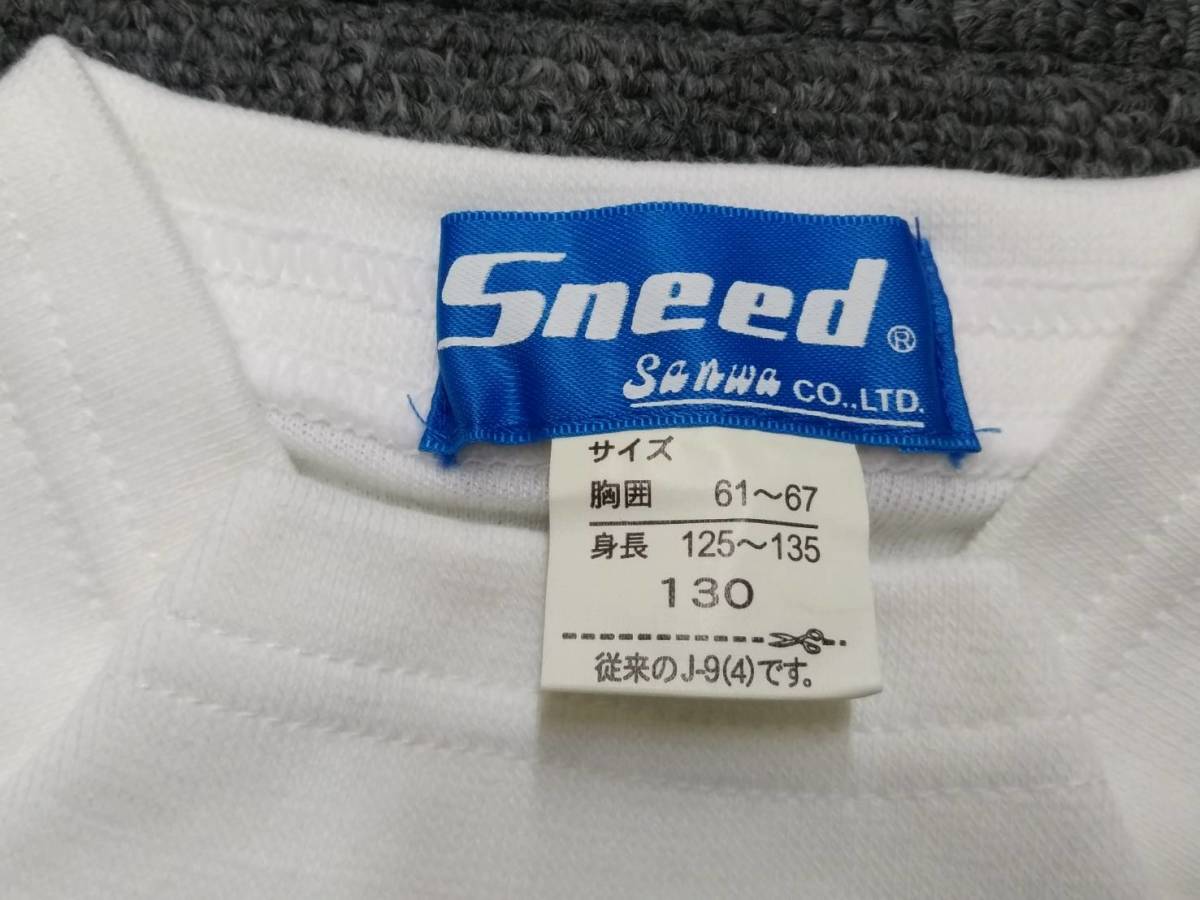 Sneed®
Sanwa CO.,LTD.
サイズ
胸囲 61～67
身長 125～135
130
従来のJ-9(4)です。